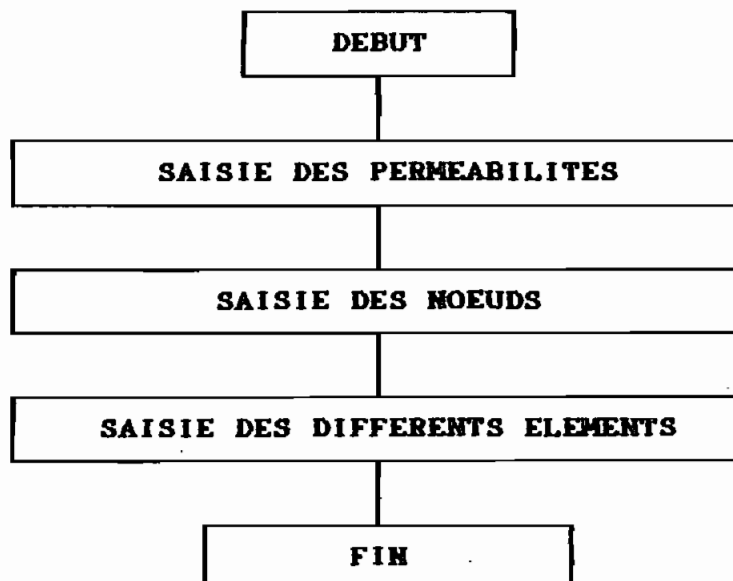 DEBUT
SAISIE DES PERMEABILITES
SAISIE DES NOEUDS
SAISIE DES DIFFERENTS ELEMENTS
FIN